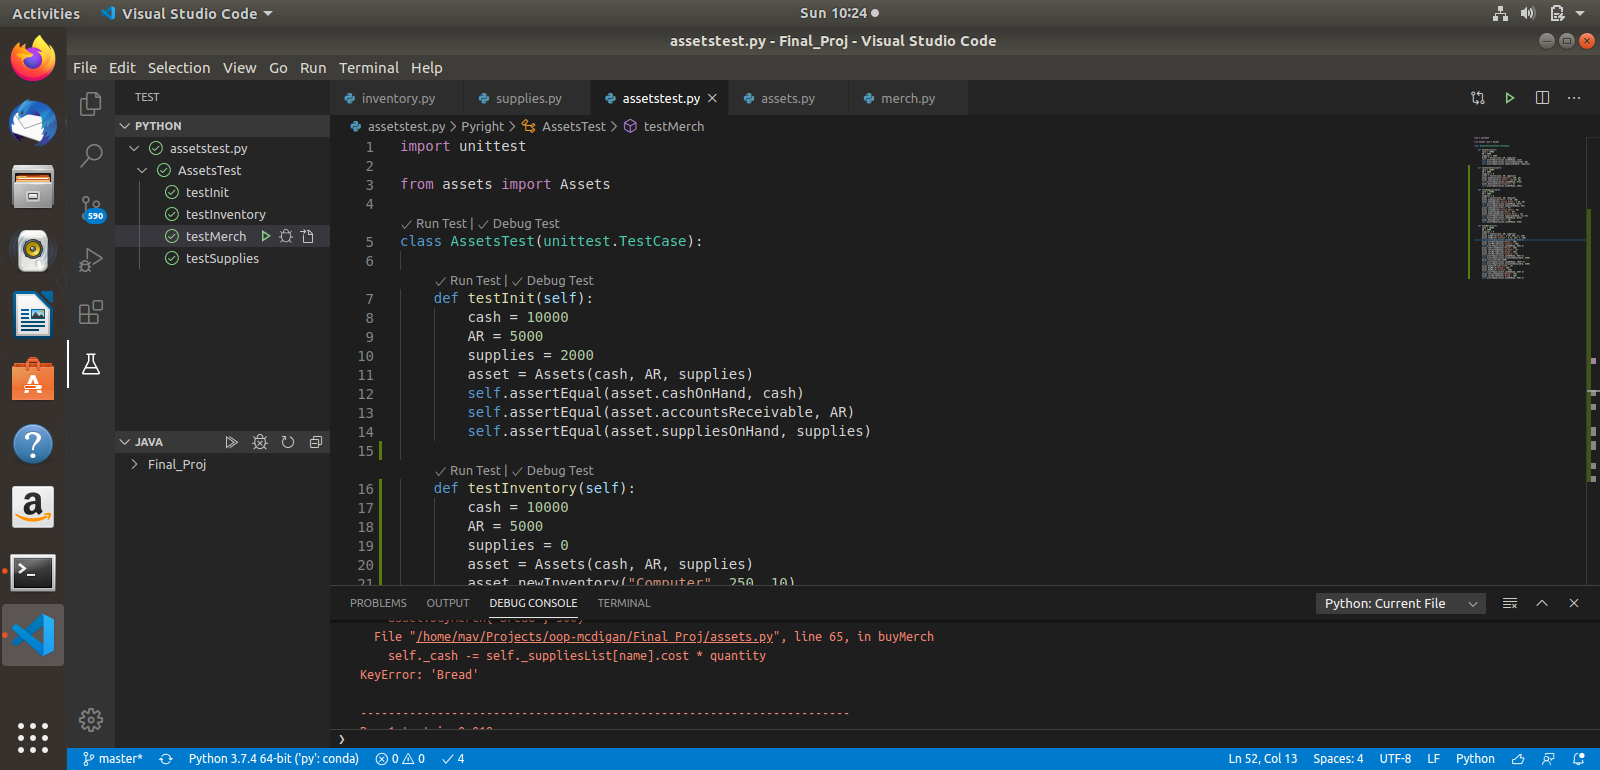 Activities
Visual Studio Code
Sun 10:24
assetstest.py - Final_Proj - Visual Studio Code
File Edit Selection View Go Run Terminal Help
TEST
PYTHON
assetstest.py
AssetsTest
testInit
testInventory
testMerch
testSupplies
JAVA
Final_Proj
590
inventory.py
supplies.py
assetstest.py
assets.py
merch.py
assetstest.py > Pyright > AssetsTest > testMerch
1 import unittest
2
3 from assets import Assets
4
Run Test | Debug Test
5 class AssetsTest(unittest.TestCase):
6
Run Test | Debug Test
7 def testInit(self):
8 cash = 10000
9 AR = 5000
10 supplies = 2000
11 asset = Assets(cash, AR, supplies)
12 self.assertEqual(asset.cashOnHand, cash)
13 self.assertEqual(asset.accountsReceivable, AR)
14 self.assertEqual(asset.suppliesOnHand, supplies)
15
Run Test | Debug Test
16 def testInventory(self):
17 cash = 10000
18 AR = 5000
19 supplies = 0
20 asset = Assets(cash, AR, supplies)
21 asset.newInventory("Computer", 250, 10)
PROBLEMS OUTPUT DEBUG CONSOLE TERMINAL
Python: Current File
File "/home/mav/Projects/oop-mcdigan/Final_Proj/assets.py", line 65, in buyMerch
self._cash -= self._suppliesList[name].cost * quantity
KeyError: 'Bread'
----------------------------------------------------------------------
master*
Python 3.7.4 64-bit ('py': conda)
0
0
4
Ln 52, Col 13
Spaces: 4
UTF-8
LF
Python